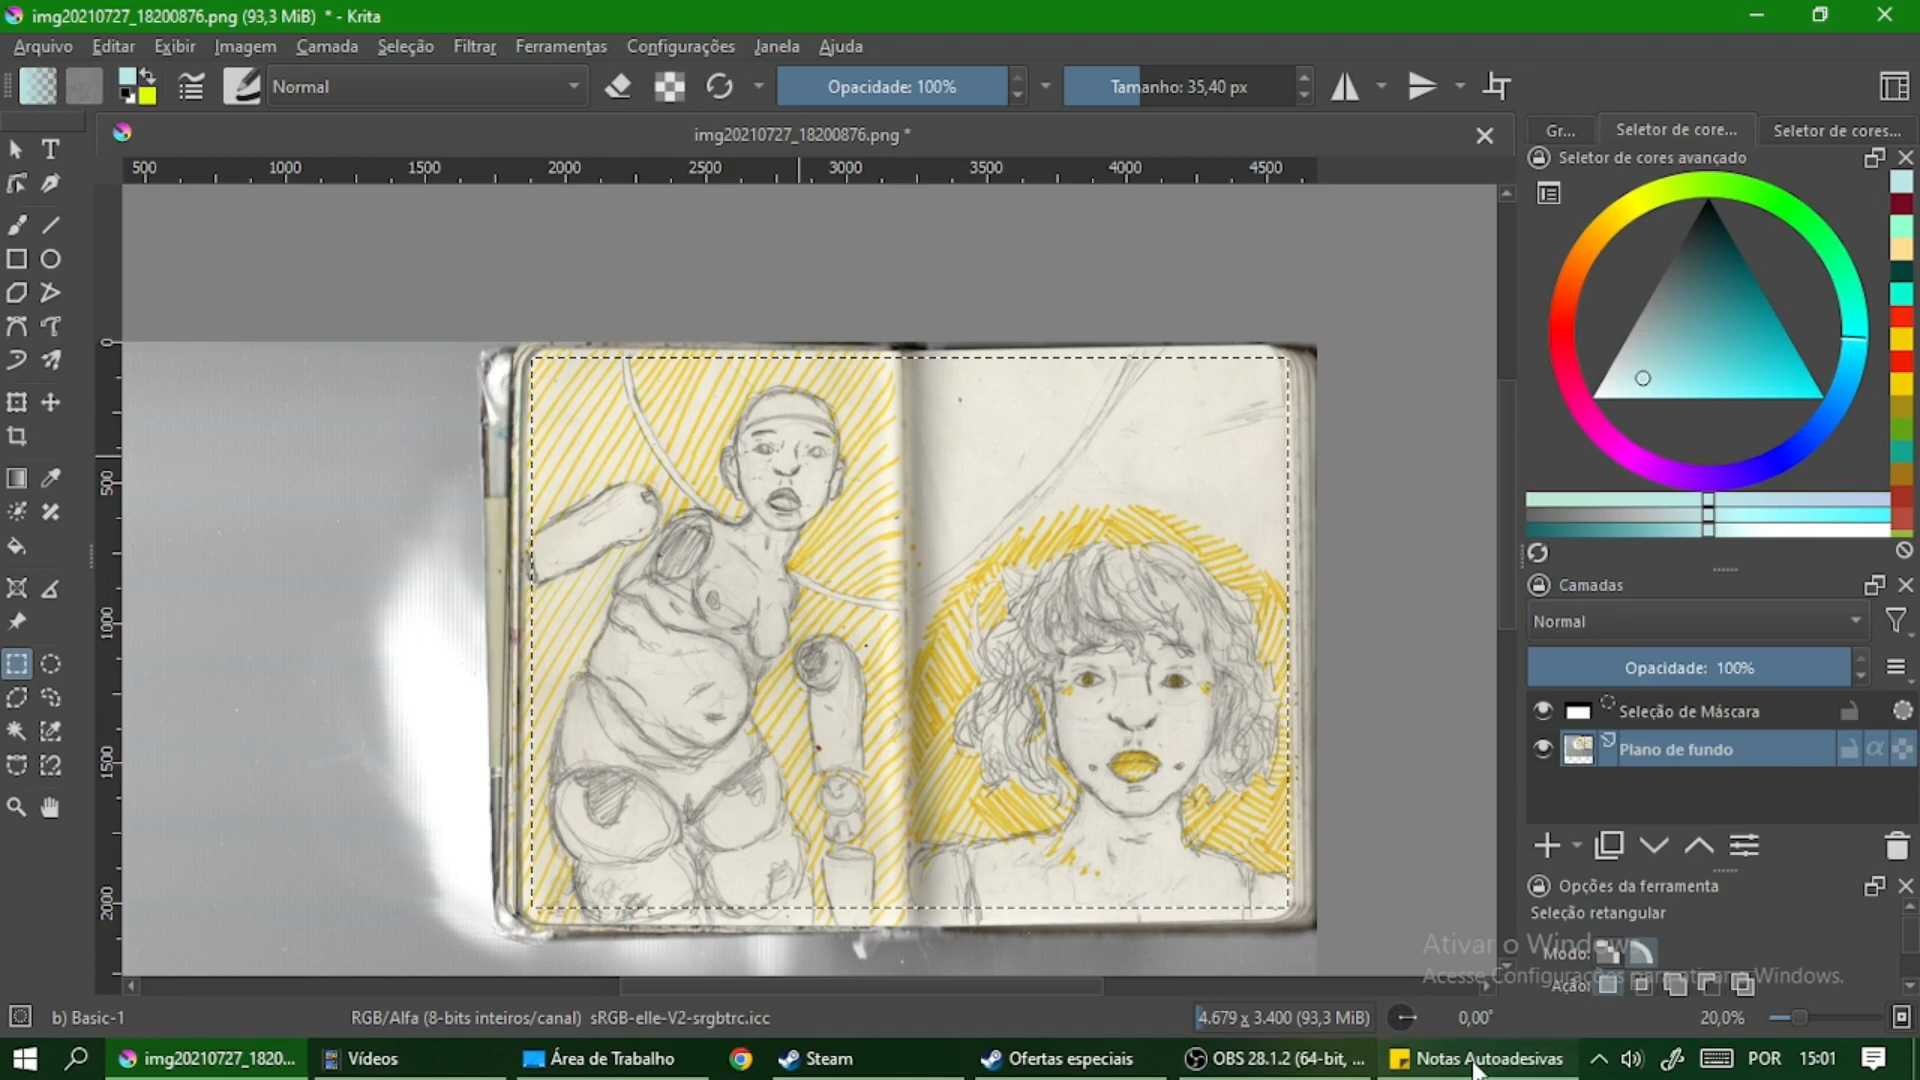 img20210727_18200876.png (93,3 MiB) * - Krita
Arquivo Editar Exibir Imagem Camada Seleção Filtrar Ferramentas Configurações Janela Ajuda
Normal
Opacidade: 100%
Tamanho: 35,40 px
img20210727_18200876.png *
Gr... Seletor de core... Seletor de cores...
Seletor de cores avançado
500 1000 1500 2000 2500 3000 3500 4000 4500
0
500
1000
1500
2000
Camadas
Normal
Opacidade: 100%
Seleção de Máscara
Plano de fundo
Opções da ferramenta
Seleção retangular
Modo:
Ação:
Ativar o Windows
Acesse Configurações para ativar o Windows.
b) Basic-1
RGB/Alfa (8-bits inteiros/canal) sRGB-elle-V2-srgbtrc.icc
4.679 x 3.400 (93,3 MiB)
0,00°
20,0%
img20210727_1820...
Vídeos
Área de Trabalho
Steam
Ofertas especiais
OBS 28.1.2 (64-bit, ...
Notas Autoadesivas
POR
15:01